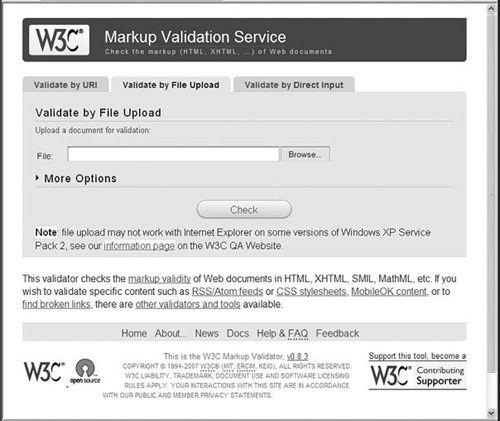 W3C® Markup Validation Service
Check the markup (HTML, XHTML, …) of Web documents
Validate by URI Validate by File Upload Validate by Direct Input
Validate by File Upload
Upload a document for validation:
File: Browse...
More Options
Check
Note: file upload may not work with Internet Explorer on some versions of Windows XP Service
Pack 2, see our information page on the W3C QA Website.
This validator checks the markup validity of Web documents in HTML, XHTML, SMIL, MathML, etc. If you
wish to validate specific content such as RSS/Atom feeds or CSS stylesheets, MobileOK content, or to
find broken links, there are other validators and tools available.
Home About... News Docs Help & FAQ Feedback
This is the W3C Markup Validator, v0.8.3
COPYRIGHT © 1994-2007 W3C® (MIT, ERCIM, KEIO), ALL RIGHTS RESERVED.
W3C LIABILITY, TRADEMARK, DOCUMENT USE AND SOFTWARE LICENSING
RULES APPLY. YOUR INTERACTIONS WITH THIS SITE ARE IN ACCORDANCE
WITH OUR PUBLIC AND MEMBER PRIVACY STATEMENTS.
W3C® open source
Support this tool, become a
W3C® Contributing
Supporter